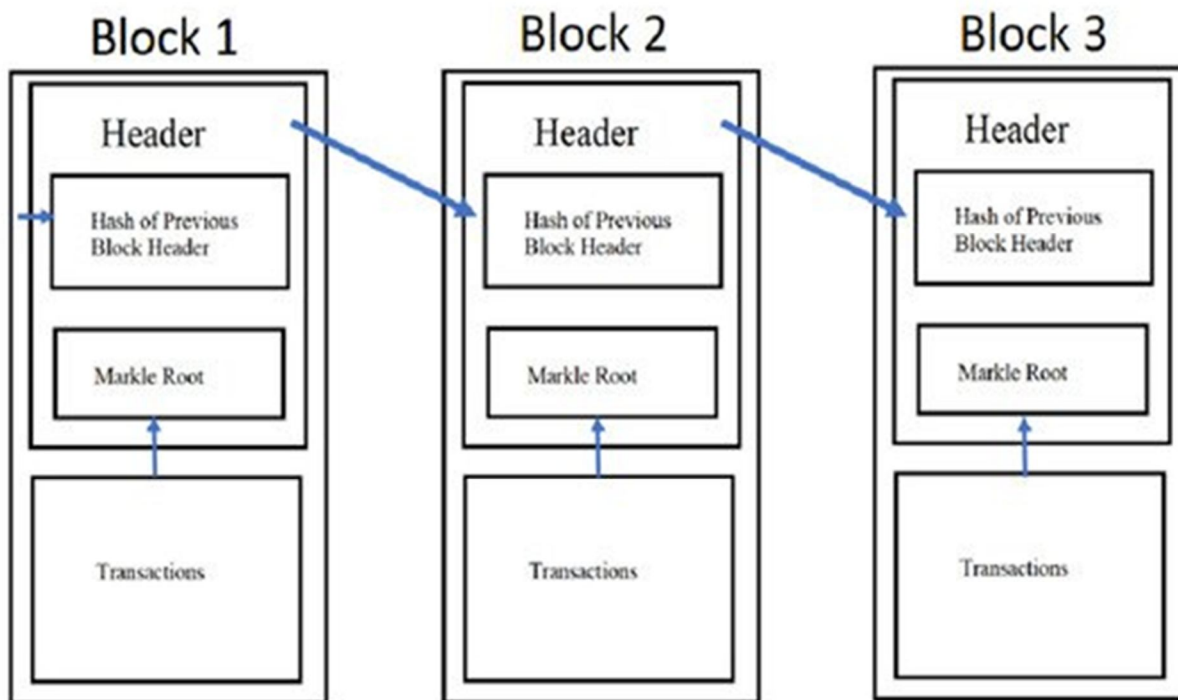 Block 1
Header
Hash of Previous
Block Header
Markle Root
Transactions
Block 2
Header
Hash of Previous
Block Header
Markle Root
Transactions
Block 3
Header
Hash of Previous
Block Header
Markle Root
Transactions